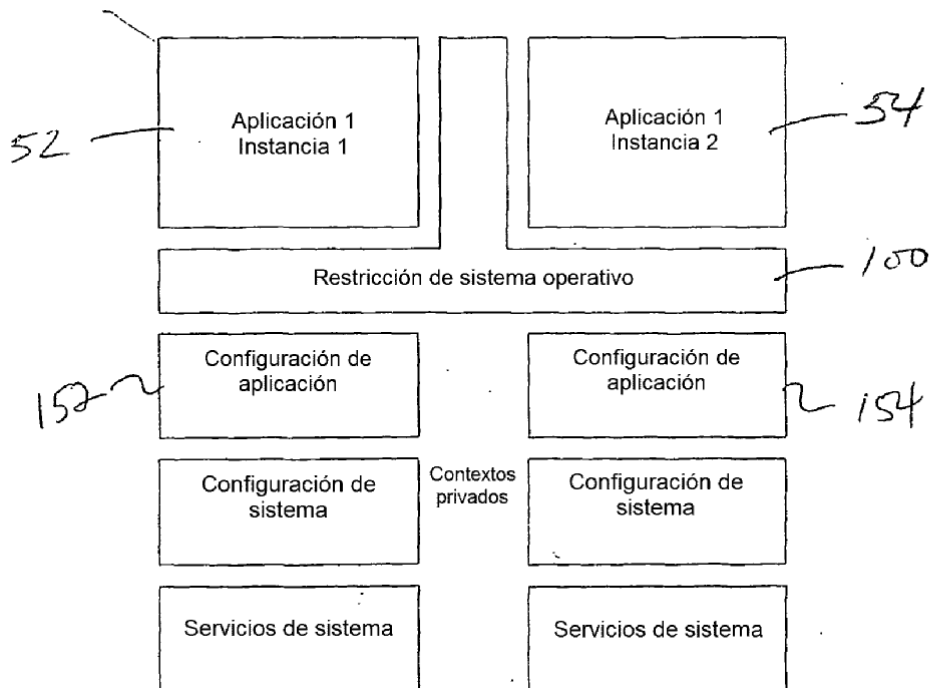 Aplicación 1
Instancia 1
Aplicación 1
Instancia 2
52
54
Restricción de sistema operativo
100
Configuración de
aplicación
Configuración de
aplicación
152
154
Configuración de
sistema
Contextos
privados
Configuración de
sistema
Servicios de sistema
Servicios de sistema